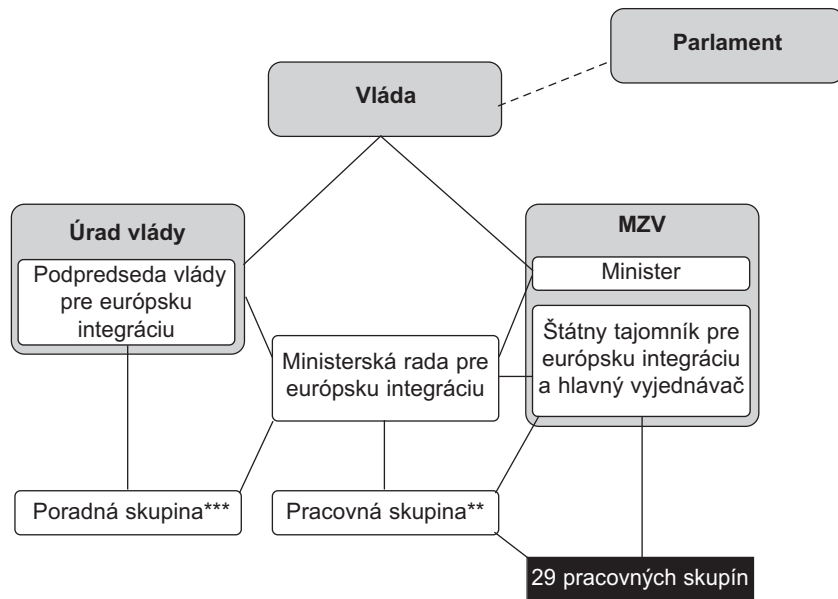 Parlament
Vláda
Úrad vlády
Podpredseda vlády
pre európsku
integráciu
MZV
Minister
Štátny tajomník pre
európsku integráciu
a hlavný vyjednávač
Ministerská rada pre
európsku integráciu
Poradná skupina***
Pracovná skupina**
29 pracovných skupín